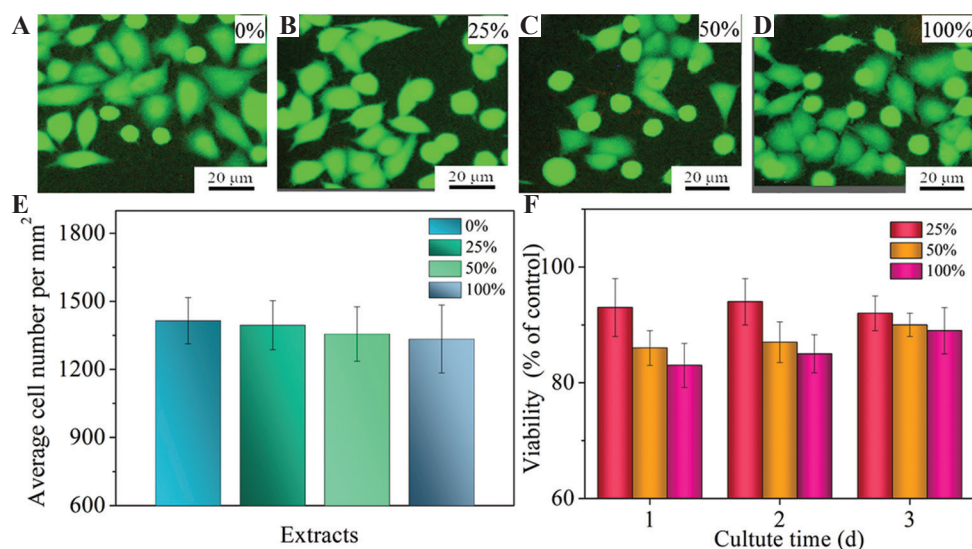 A
0%
B
25%
C
50%
D
100%
20 µm
20 µm
20 µm
20 µm
E
Average cell number per mm²
1800
1500
1200
900
600
0%
25%
50%
100%
Extracts
F
Viability (% of control)
100
80
60
25%
50%
100%
1
2
3
Cultute time (d)